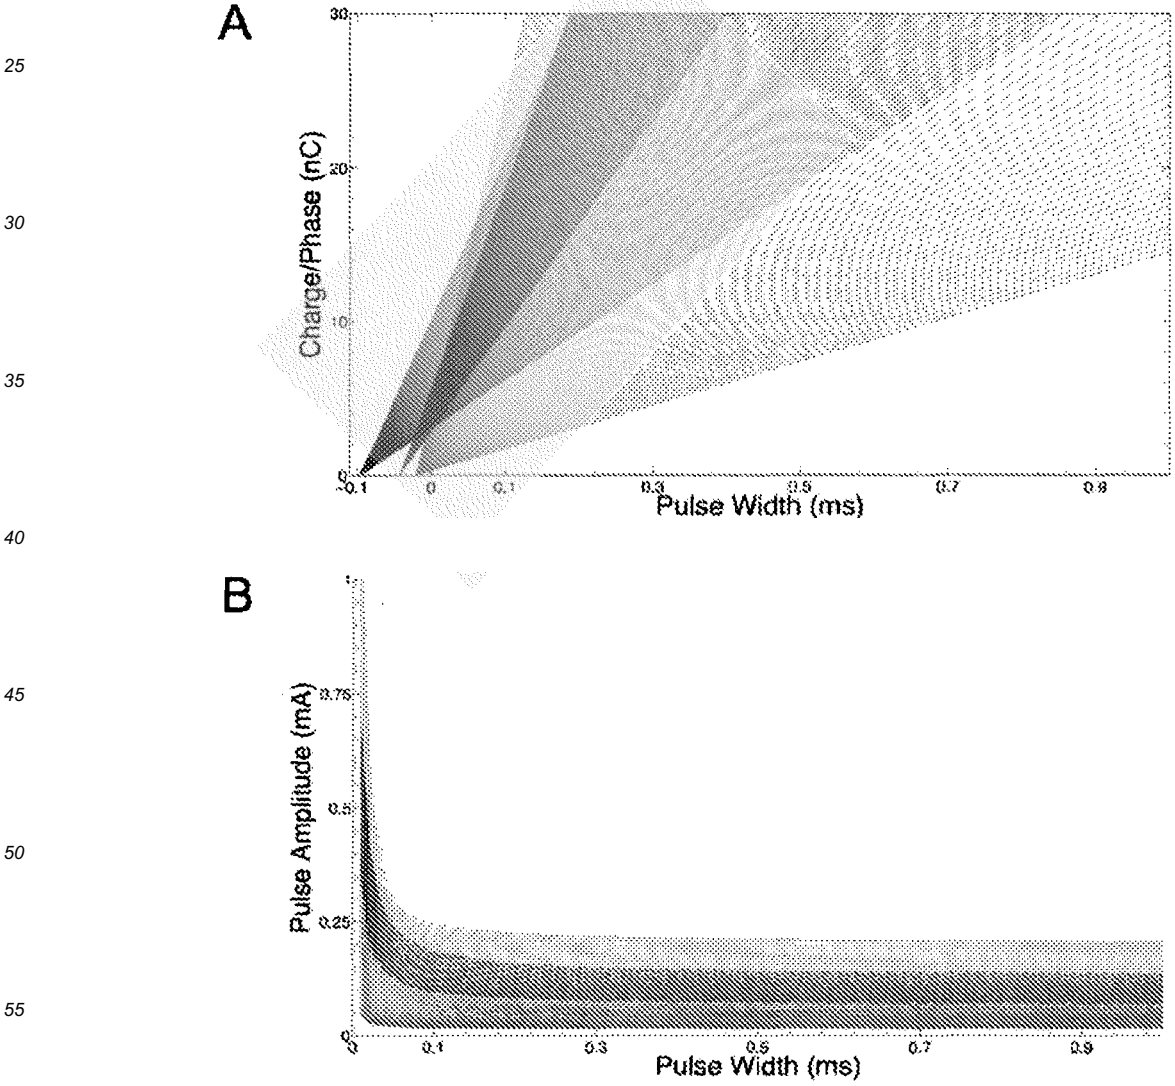 A
30
25
20
Charge/Phase (nC)
30
10
35
0
-0.1 0 0.1 0.3 0.5 0.7 0.9
Pulse Width (ms)
40
B
1
45
0.75
Pulse Amplitude (mA)
0.5
50
0.25
55
0
0 0.1 0.3 0.5 0.7 0.9
Pulse Width (ms)